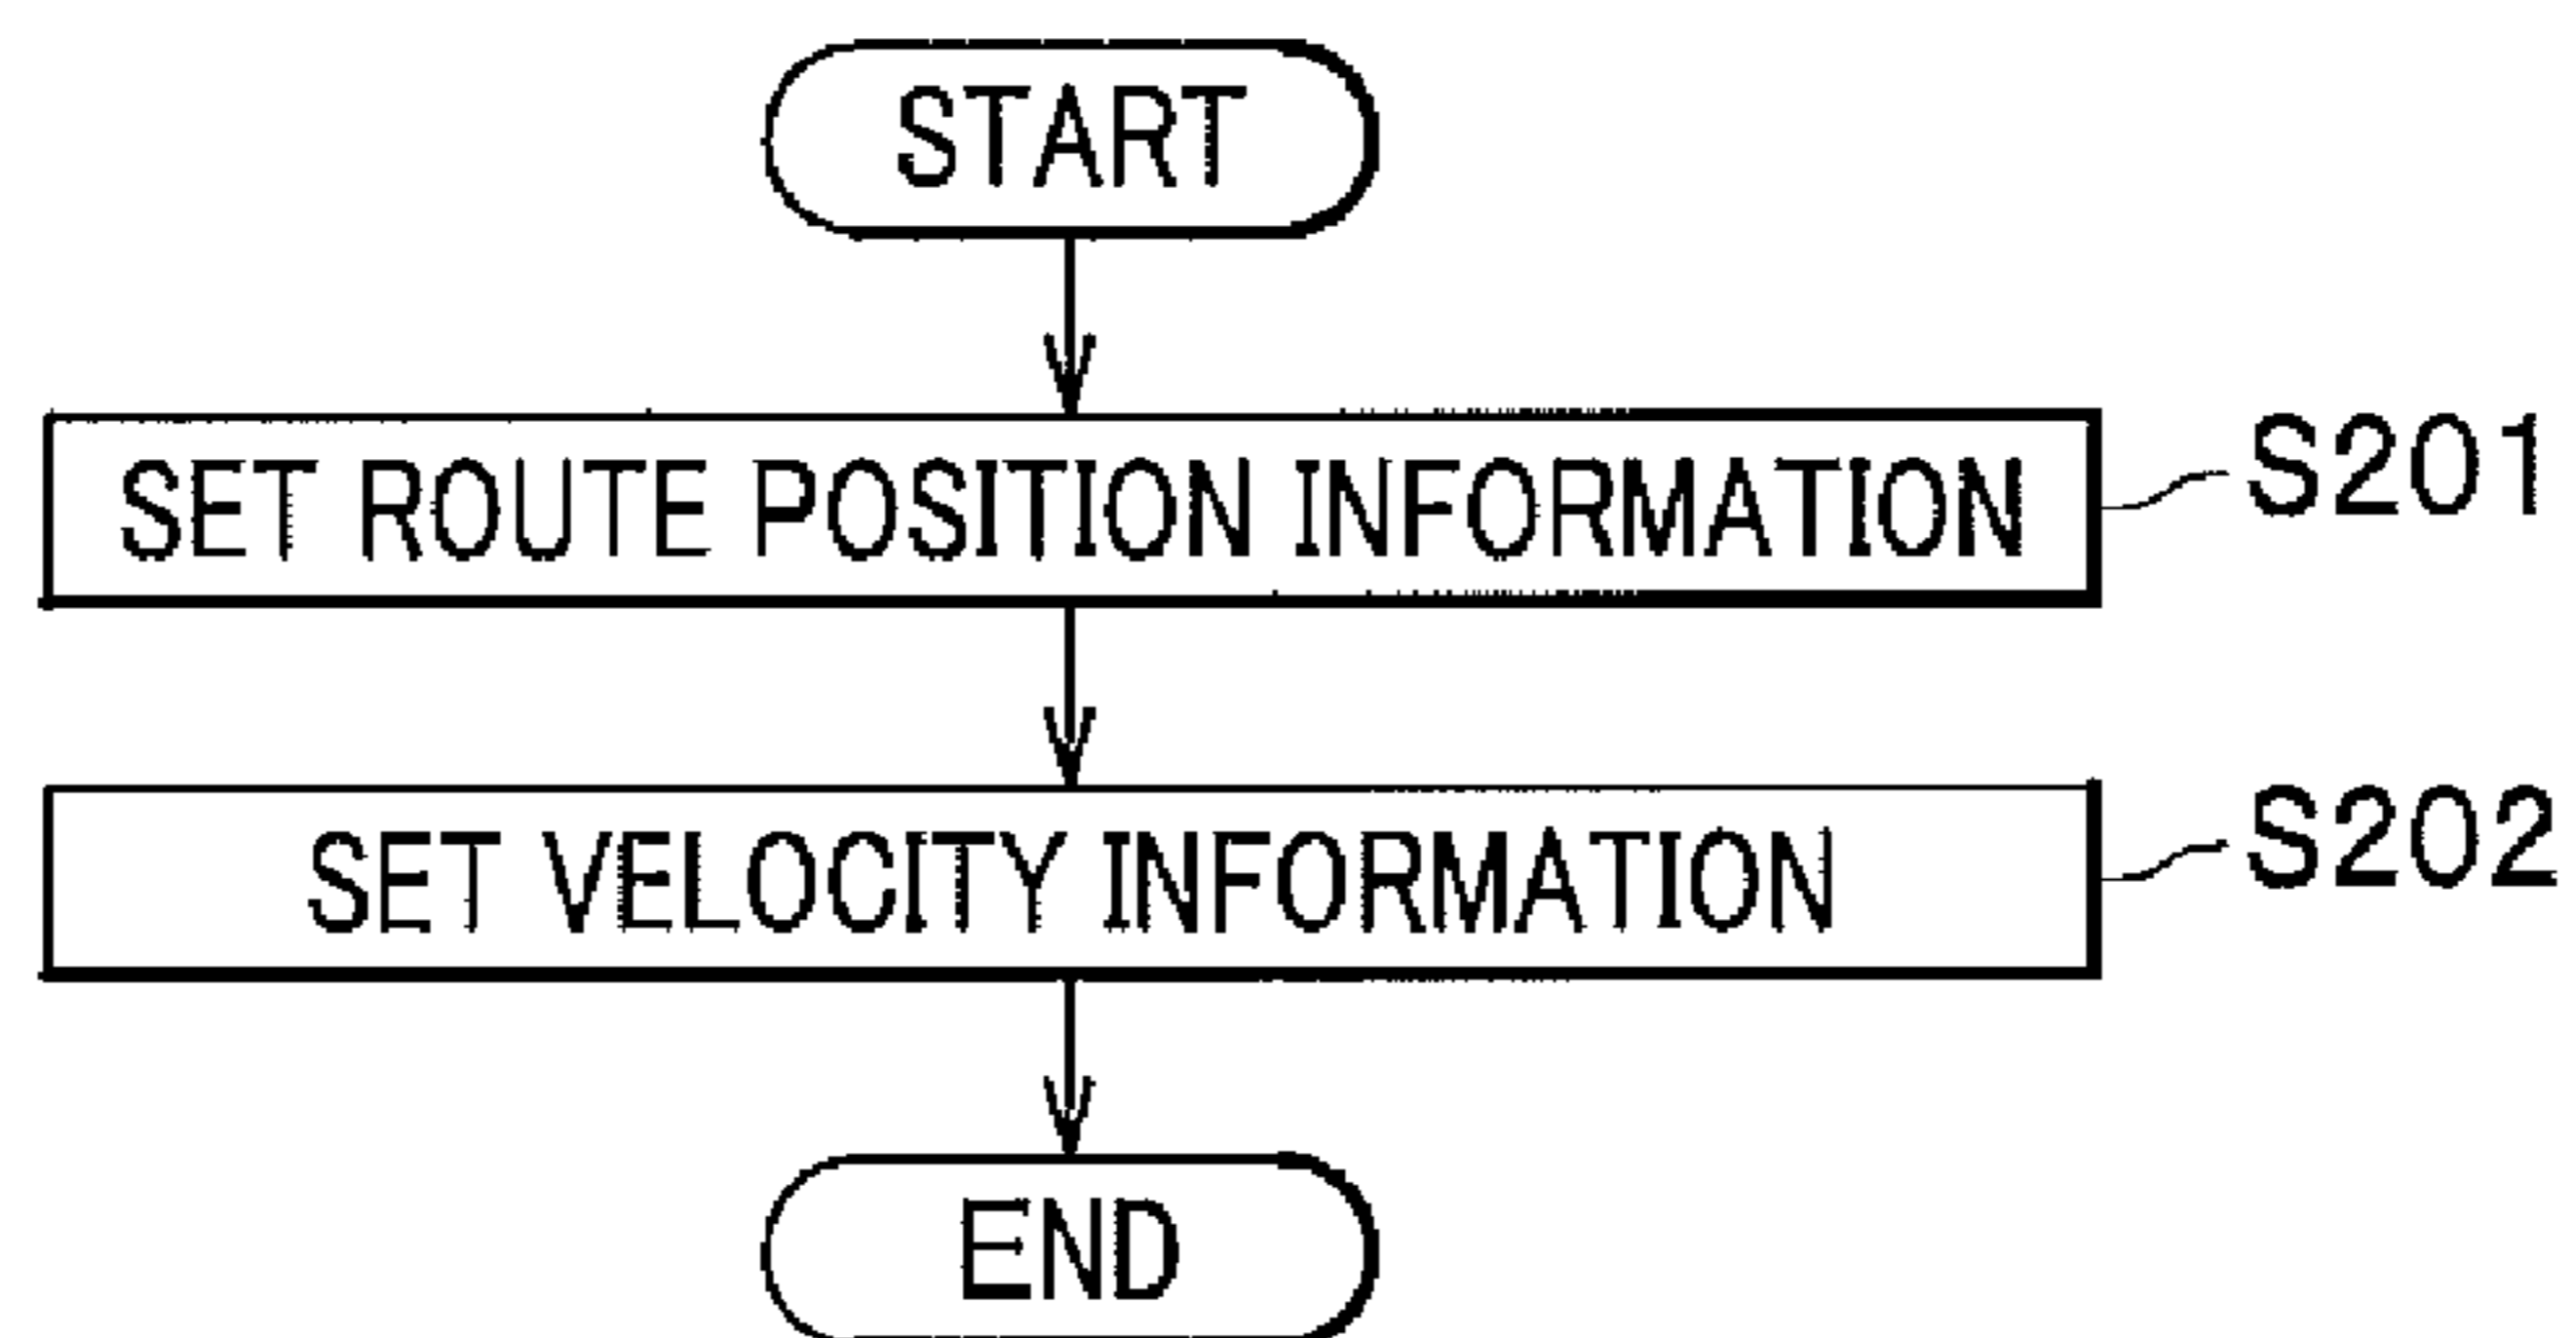 START
SET ROUTE POSITION INFORMATION
S201
SET VELOCITY INFORMATION
S202
END